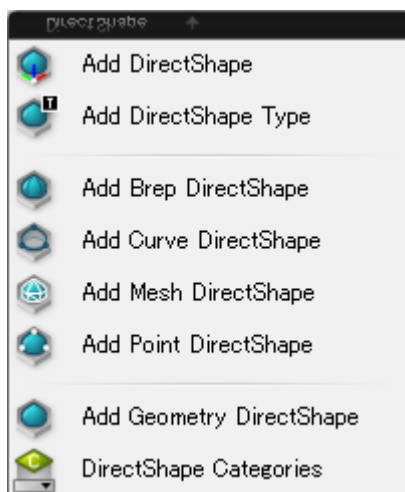 DirectShape
Add DirectShape
T
Add DirectShape Type
Add Brep DirectShape
Add Curve DirectShape
Add Mesh DirectShape
Add Point DirectShape
Add Geometry DirectShape
C
DirectShape Categories